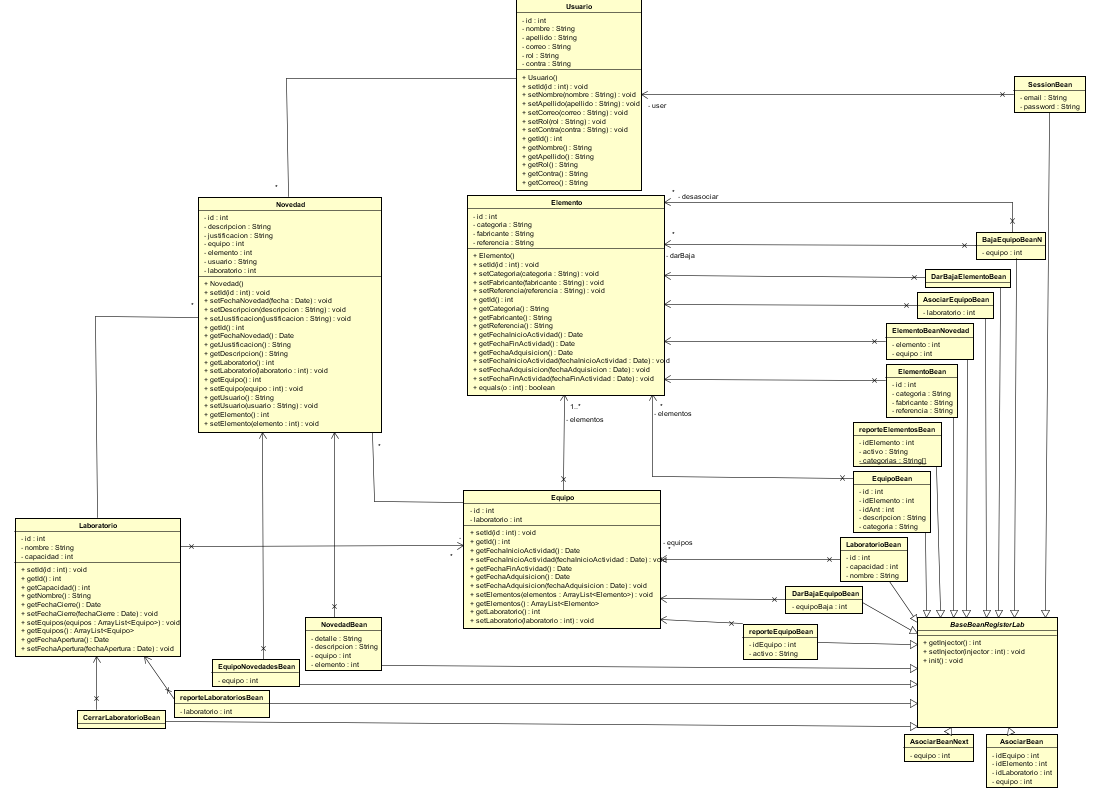 Usuario
- id : int
- nombre : String
- apellido : String
- correo : String
- rol : String
- contra : String
+ Usuario()
+ setId(id : int) : void
+ setNombre(nombre : String) : void
+ setApellido(apellido : String) : void
+ setCorreo(correo : String) : void
+ setRol(rol : String) : void
+ setContra(contra : String) : void
+ getId() : int
+ getNombre() : String
+ getApellido() : String
+ getRol() : String
+ getContra() : String
+ getCorreo() : String
- user
SessionBean
- email : String
- password : String
*
Novedad
- id : int
- descripcion : String
- justificacion : String
- equipo : int
- elemento : int
- usuario : String
- laboratorio : int
+ Novedad()
+ setId(id : int) : void
+ setFechaNovedad(fecha : Date) : void
+ setDescripcion(descripcion : String) : void
+ setJustificacion(justificacion : String) : void
+ getId() : int
+ getFechaNovedad() : Date
+ getJustificacion() : String
+ getDescripcion() : String
+ getLaboratorio() : int
+ setLaboratorio(laboratorio : int) : void
+ getEquipo() : int
+ setEquipo(equipo : int) : void
+ getUsuario() : String
+ setUsuario(usuario : String) : void
+ getElemento() : int
+ setElemento(elemento : int) : void
*
*
Elemento
- id : int
- categoria : String
- fabricante : String
- referencia : String
+ Elemento()
+ setId(id : int) : void
+ setCategoria(categoria : String) : void
+ setFabricante(fabricante : String) : void
+ setReferencia(referencia : String) : void
+ getId() : int
+ getCategoria() : String
+ getFabricante() : String
+ getReferencia() : String
+ getFechaInicioActividad() : Date
+ getFechaFinActividad() : Date
+ getFechaAdquisicion() : Date
+ setFechaInicioActividad(fechaInicioActividad : Date) : void
+ setFechaAdquisicion(fechaAdquisicion : Date) : void
+ setFechaFinActividad(fechaFinActividad : Date) : void
+ equals(o : int) : boolean
*
- desasociar
*
- darBaja
1..*
- elementos
*
- elementos
BajaEquipoBeanN
- equipo : int
DarBajaElementoBean
AsociarEquipoBean
- laboratorio : int
ElementoBeanNovedad
- elemento : int
- equipo : int
ElementoBean
- id : int
- categoria : String
- fabricante : String
- referencia : String
reporteElementosBean
- idElemento : int
- activo : String
- categorias : String[]
EquipoBean
- id : int
- idElemento : int
- idAnt : int
- descripcion : String
- categoria : String
Equipo
- id : int
- laboratorio : int
+ setId(id : int) : void
+ getId() : int
+ getFechaInicioActividad() : Date
+ setFechaInicioActividad(fechaInicioActividad : Date) : void
+ getFechaFinActividad() : Date
+ getFechaAdquisicion() : Date
+ setFechaAdquisicion(fechaAdquisicion : Date) : void
+ setElementos(elementos : ArrayList<Elemento>) : void
+ getElementos() : ArrayList<Elemento>
+ getLaboratorio() : int
+ setLaboratorio(laboratorio : int) : void
- equipos
*
*
LaboratorioBean
- id : int
- capacidad : int
- nombre : String
DarBajaEquipoBean
- equipoBaja : int
reporteEquipoBean
- idEquipo : int
- activo : String
Laboratorio
- id : int
- nombre : String
- capacidad : int
+ setId(id : int) : void
+ getId() : int
+ getCapacidad() : int
+ getNombre() : String
+ getFechaCierre() : Date
+ setFechaCierre(fechaCierre : Date) : void
+ setEquipos(equipos : ArrayList<Equipo>) : void
+ getEquipos() : ArrayList<Equipo>
+ getFechaApertura() : Date
+ setFechaApertura(fechaApertura : Date) : void
NovedadBean
- detalle : String
- descripcion : String
- equipo : int
- elemento : int
EquipoNovedadesBean
- equipo : int
reporteLaboratoriosBean
- laboratorio : int
CerrarLaboratorioBean
BaseBeanRegisterLab
+ getInjector() : int
+ setInjector(injector : int) : void
+ init() : void
AsociarBeanNext
- equipo : int
AsociarBean
- idEquipo : int
- idElemento : int
- idLaboratorio : int
- equipo : int